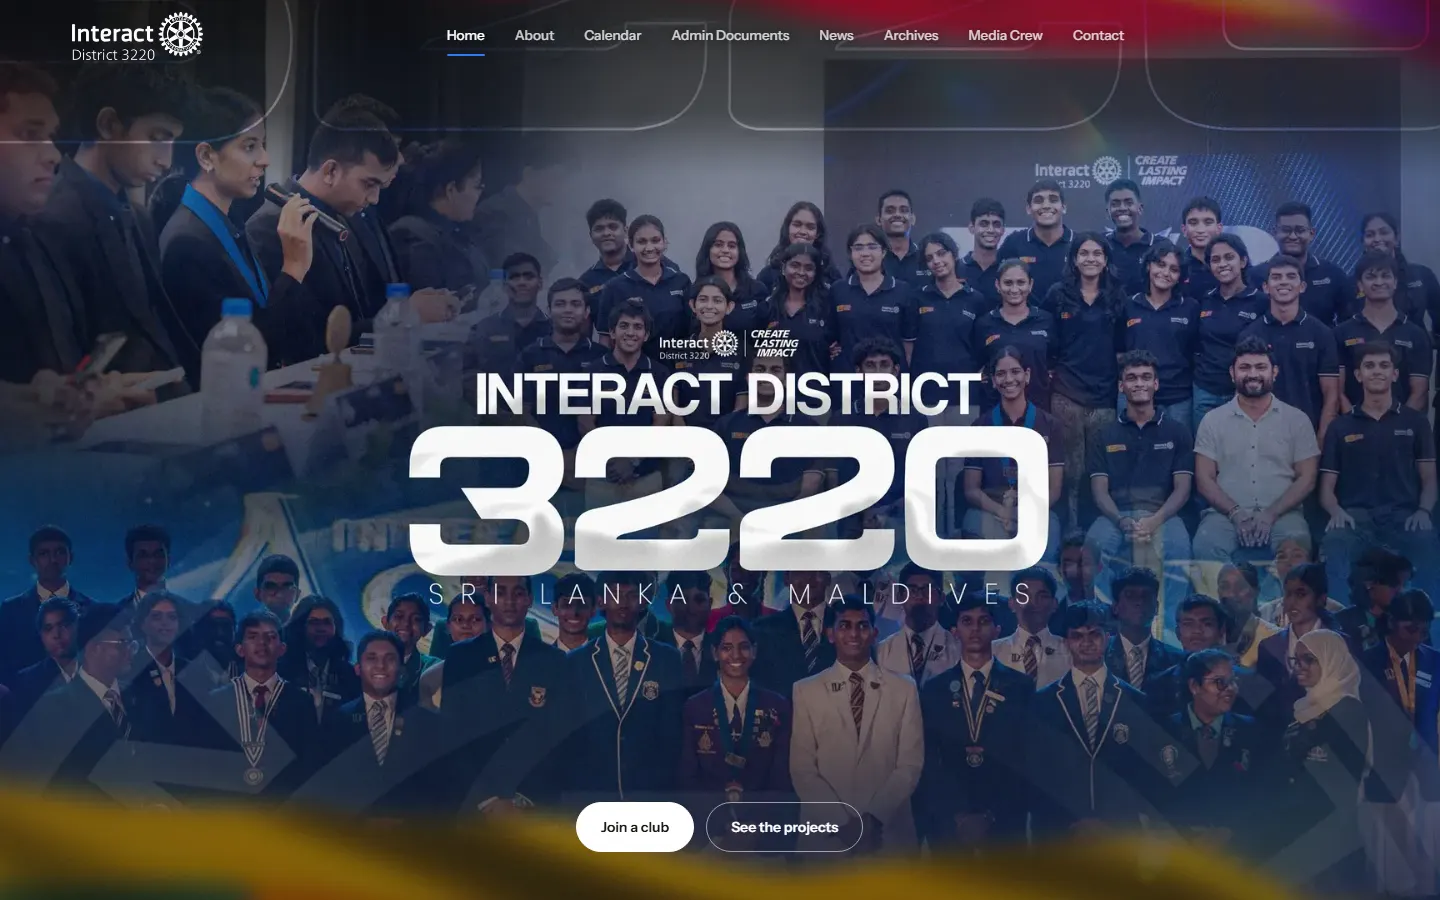 Interact
District 3220
Home
About
Calendar
Admin Documents
News
Archives
Media Crew
Contact
Interact
District 3220
CREATE
LASTING
IMPACT
Interact
District 3220
CREATE
LASTING
IMPACT
INTERACT DISTRICT
3220
SRI LANKA & MALDIVES
Join a club
See the projects